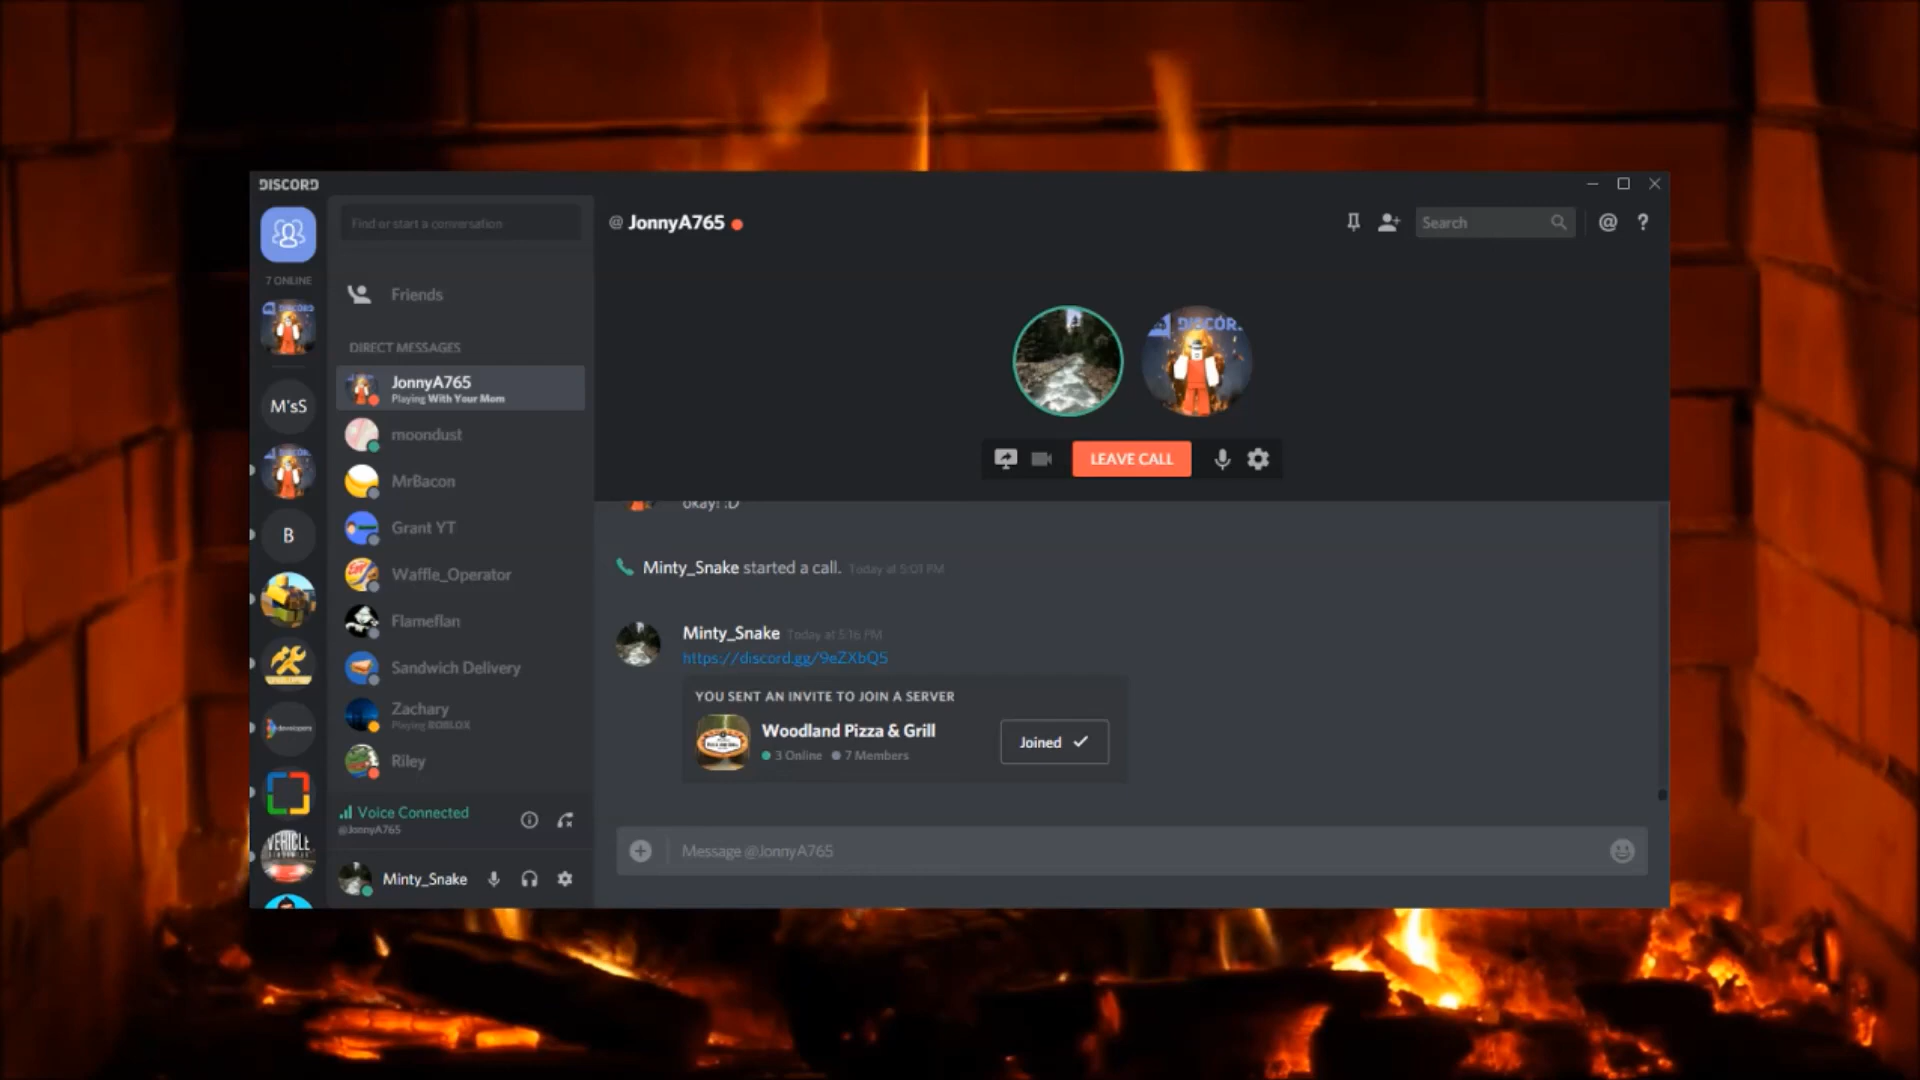 DISCORD
Find or start a conversation
@ JonnyA765
Search
7 ONLINE
Friends
DIRECT MESSAGES
JonnyA765
Playing With Your Mom
M'sS
moondust
MrBacon
B
Grant YT
Waffle_Operator
Flameflan
Sandwich Delivery
Zachary
Playing ROBLOX
developers
Riley
VEHICLE
Voice Connected
@JonnyA765
Minty_Snake
DISCOR.
LEAVE CALL
okay! :D
Minty_Snake started a call. Today at 5:01 PM
Minty_Snake Today at 5:16 PM
https://discord.gg/9eZXbQ5
YOU SENT AN INVITE TO JOIN A SERVER
Woodland Pizza & Grill
3 Online 7 Members
Joined
Message @JonnyA765